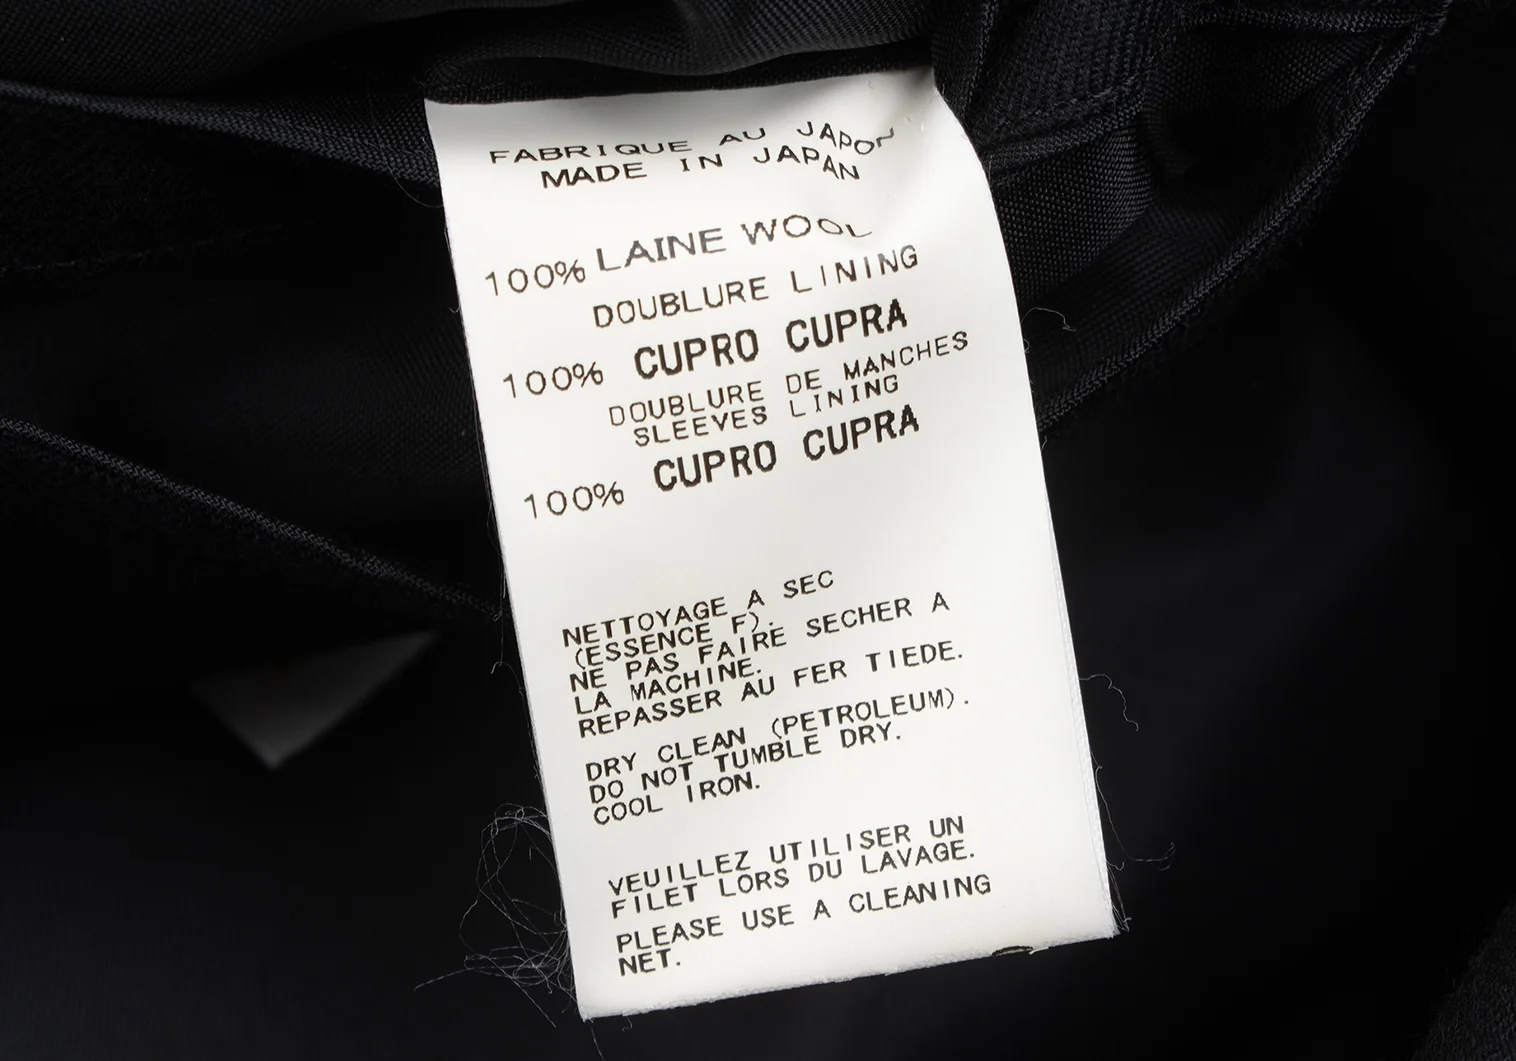 FABRIQUE AU JAPON
MADE IN JAPAN
100% LAINE WOOL
DOUBLURE LINING
100% CUPRO CUPRA
DOUBLURE DE MANCHES
SLEEVES LINING
100% CUPRO CUPRA
NETTOYAGE A SEC
(ESSENCE F).
NE PAS FAIRE SECHER A
LA MACHINE.
REPASSER AU FER TIEDE.
DRY CLEAN (PETROLEUM).
DO NOT TUMBLE DRY.
COOL IRON.
VEUILLEZ UTILISER UN
FILET LORS DU LAVAGE.
PLEASE USE A CLEANING
NET.